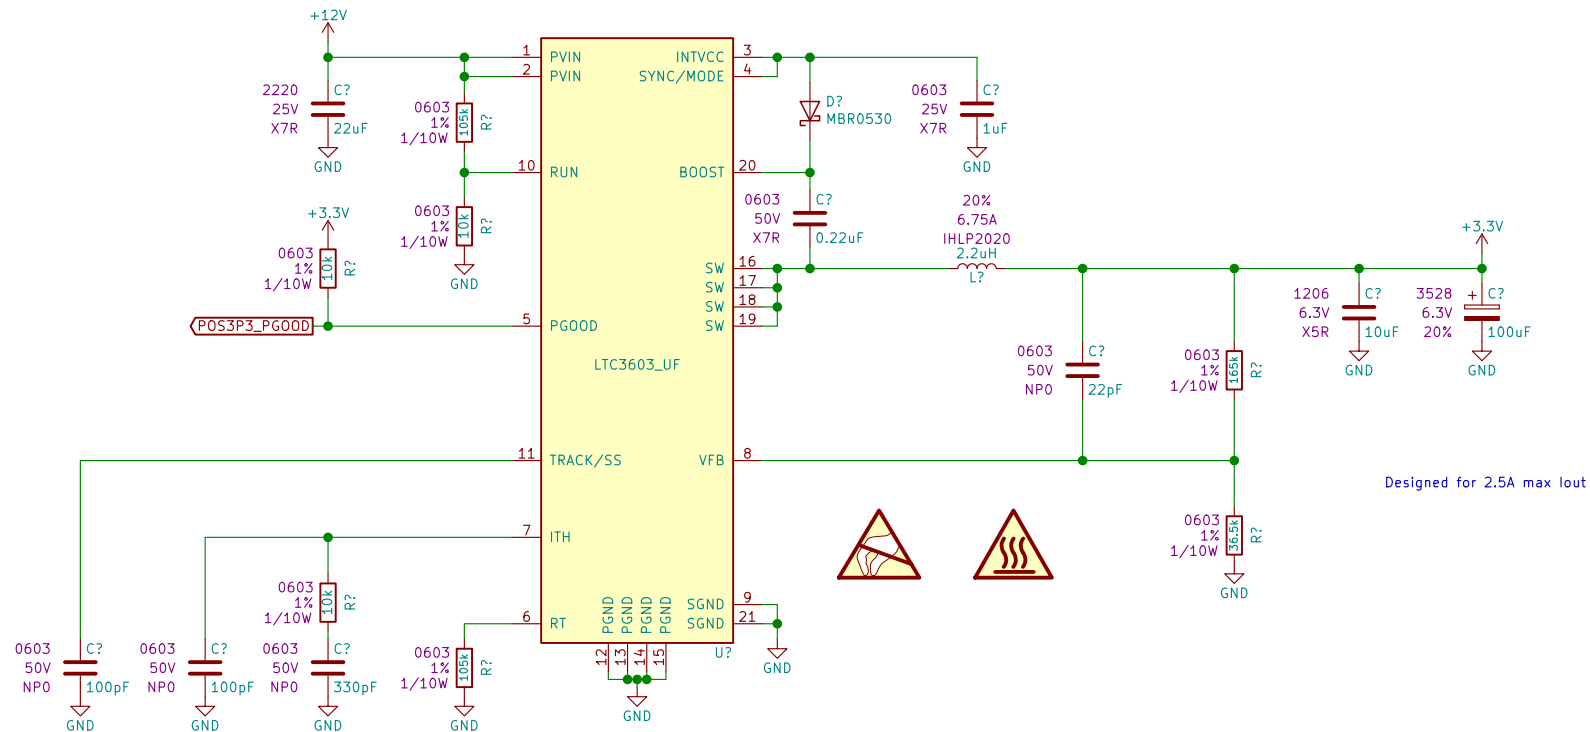 +12V
2220
25V
X7R
C?
22uF
GND
0603
1%
1/10W
105k
R?
0603
1%
1/10W
10k
R?
GND
+3.3V
0603
1%
1/10W
10k
R?
POS3P3_PGOOD
1
2
10
5
11
7
6
PVIN
PVIN
RUN
PGOOD
LTC3603_UF
TRACK/SS
ITH
RT
INTVCC
SYNC/MODE
BOOST
SW
SW
SW
SW
VFB
SGND
SGND
PGND
PGND
PGND
PGND
12
13
14
15
3
4
20
16
17
18
19
8
9
21
U?
GND
GND
D?
MBR0530
0603
25V
X7R
C?
1uF
GND
0603
50V
X7R
C?
0.22uF
20%
6.75A
IHLP2020
2.2uH
L?
0603
50V
NP0
C?
22pF
0603
1%
1/10W
165k
R?
0603
1%
1/10W
36.5k
R?
GND
1206
6.3V
X5R
C?
10uF
GND
+3.3V
3528
6.3V
20%
+
C?
100uF
GND
Designed for 2.5A max Iout
0603
50V
NP0
C?
100pF
GND
0603
50V
NP0
C?
100pF
GND
0603
1%
1/10W
10k
R?
0603
50V
NP0
C?
330pF
GND
0603
1%
1/10W
105k
R?
GND